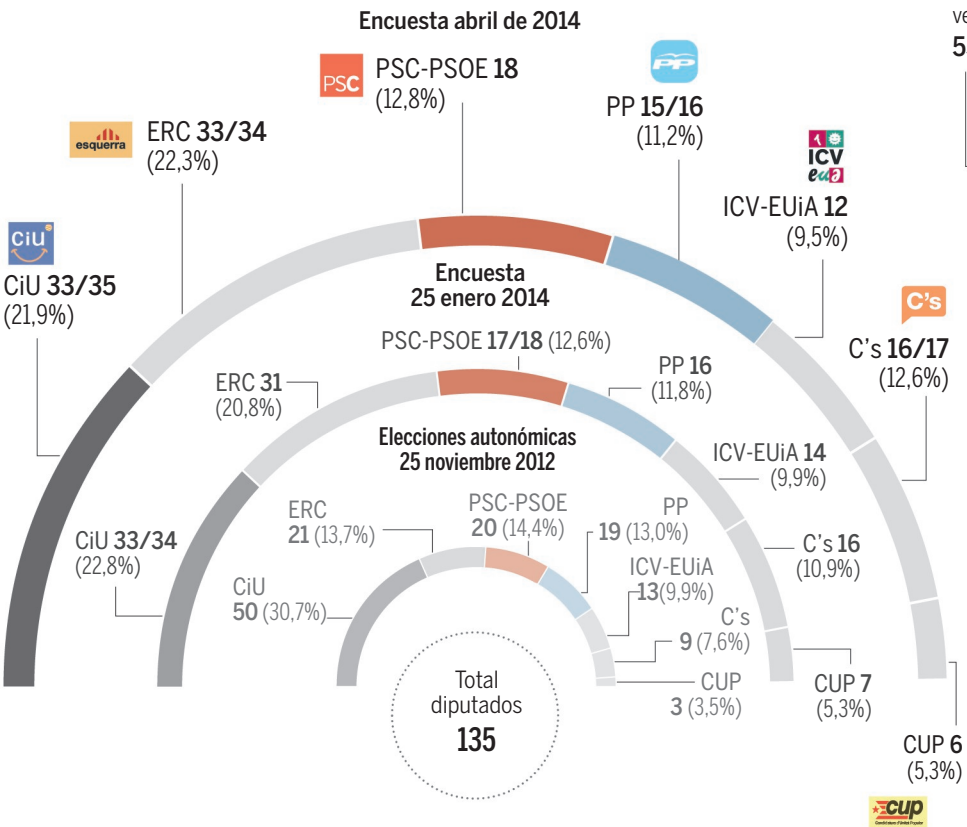 Encuesta abril de 2014
ve
5
PSC
PSC-PSOE 18
(12,8%)
PP
PP 15/16
(11,2%)
esquerra
ERC 33/34
(22,3%)
ICV
euia
ICV-EUiA 12
(9,5%)
CiU
CiU 33/35
(21,9%)
C's
C's 16/17
(12,6%)
Encuesta
25 enero 2014
PSC-PSOE 17/18 (12,6%)
ERC 31
(20,8%)
PP 16
(11,8%)
ICV-EUiA 14
(9,9%)
C's 16
(10,9%)
CiU 33/34
(22,8%)
CUP 7
(5,3%)
CUP 6
(5,3%)
Elecciones autonómicas
25 noviembre 2012
ERC
21 (13,7%)
PSC-PSOE
20 (14,4%)
PP
19 (13,0%)
ICV-EUiA
13(9,9%)
CiU
50 (30,7%)
C's
9 (7,6%)
CUP
3 (3,5%)
Total
diputados
135
cup